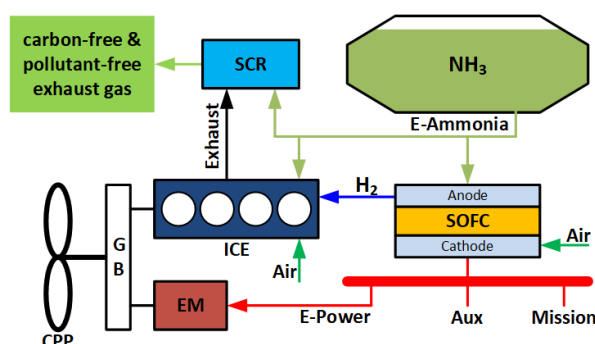 carbon-free &
pollutant-free
exhaust gas
SCR
NH3
E-Ammonia
Exhaust
H2
Anode
SOFC
Cathode
Air
G
B
ICE
Air
EM
E-Power
Aux
Mission
CPP